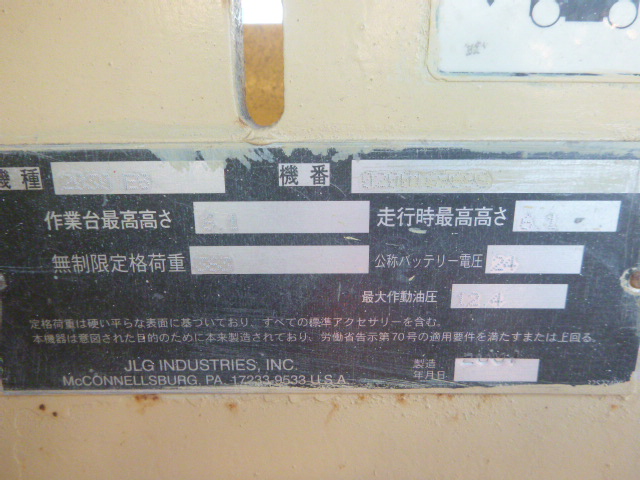 機種
機番
作業台最高高さ
走行時最高高さ
無制限定格荷重
公称バッテリー電圧 24
最大作動油圧 12.4
定格荷重は硬い平らな表面に基づいており、すべての標準アクセサリーを含む。
本機器は意図された目的のために本来製造されており、労働省告示第70号の適用要件を満たすまたは上回る。
JLG INDUSTRIES, INC.
McCONNELLSBURG, PA 17233-9533 U.S.A.
製造
年月日